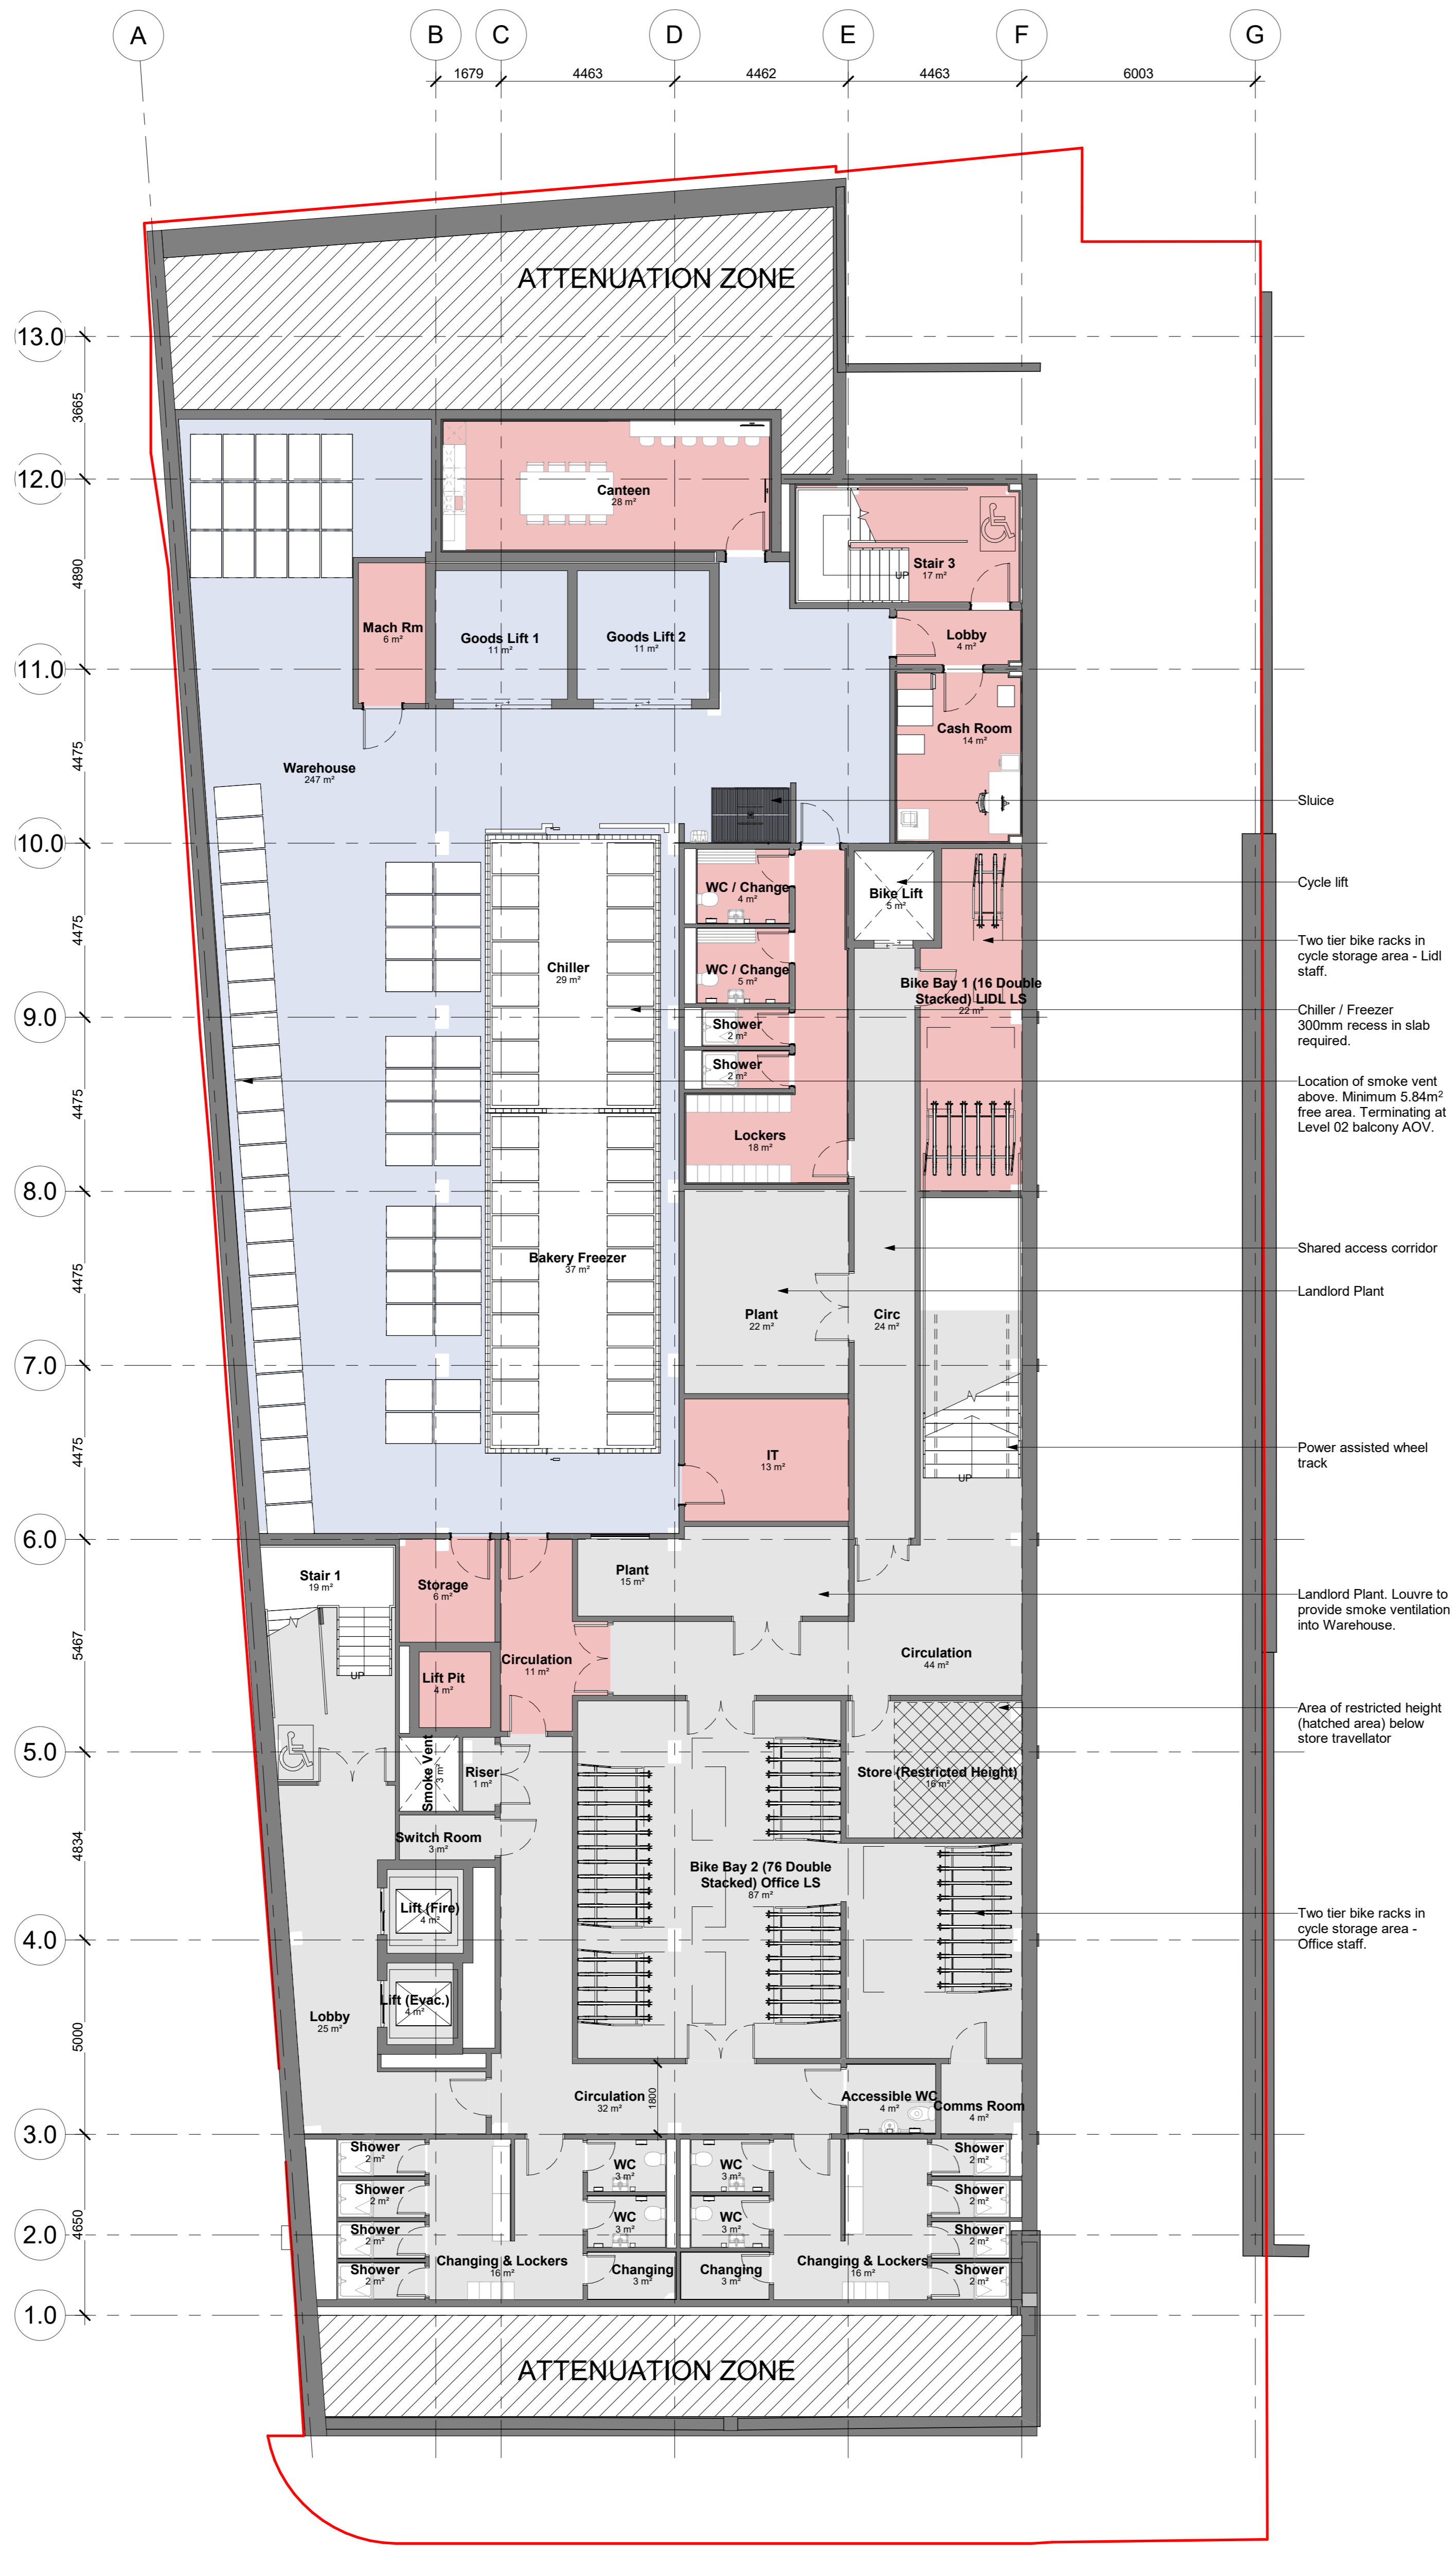 A
B
C
D
E
F
G
1679
4463
4462
4463
6003
ATTENUATION ZONE
13.0
3665
12.0
Canteen
28 m²
4890
Stair 3
17 m²
UP
Mach Rm
6 m²
Goods Lift 1
11 m²
Goods Lift 2
11 m²
Lobby
4 m²
11.0
Cash Room
14 m²
4475
Warehouse
247 m²
Sluice
10.0
WC / Change
4 m²
Bike Lift
5 m²
Cycle lift
4475
Two tier bike racks in
cycle storage area - Lidl
staff.
Chiller
29 m²
WC / Change
5 m²
Bike Bay 1 (16 Double
Stacked) LIDL LS
22 m²
9.0
Chiller / Freezer
300mm recess in slab
required.
Shower
2 m²
Shower
2 m²
4475
Location of smoke vent
above. Minimum 5.84m²
free area. Terminating at
Level 02 balcony AOV.
Lockers
18 m²
8.0
Shared access corridor
Bakery Freezer
37 m²
4475
Landlord Plant
Plant
22 m²
Circ
24 m²
7.0
4475
IT
13 m²
Power assisted wheel
track
UP
6.0
Stair 1
19 m²
Storage
6 m²
Plant
15 m²
Landlord Plant. Louvre to
provide smoke ventilation
into Warehouse.
5467
UP
Lift Pit
4 m²
Circulation
11 m²
Circulation
44 m²
Area of restricted height
(hatched area) below
store travellator
5.0
Smoke Vent
3 m²
Riser
1 m²
Store (Restricted Height)
16 m²
4834
Switch Room
3 m²
Bike Bay 2 (76 Double
Stacked) Office LS
87 m²
Lift (Fire)
4 m²
Two tier bike racks in
cycle storage area -
Office staff.
4.0
Lift (Evac.)
4 m²
Lobby
25 m²
5000
Circulation
32 m²
1800
Accessible WC
4 m²
Comms Room
4 m²
3.0
Shower
2 m²
WC
3 m²
WC
3 m²
Shower
2 m²
Shower
2 m²
WC
3 m²
WC
3 m²
Shower
2 m²
4650
2.0
Shower
2 m²
Shower
2 m²
Changing & Lockers
16 m²
Changing & Lockers
16 m²
Shower
2 m²
Changing
3 m²
Changing
3 m²
Shower
2 m²
1.0
ATTENUATION ZONE